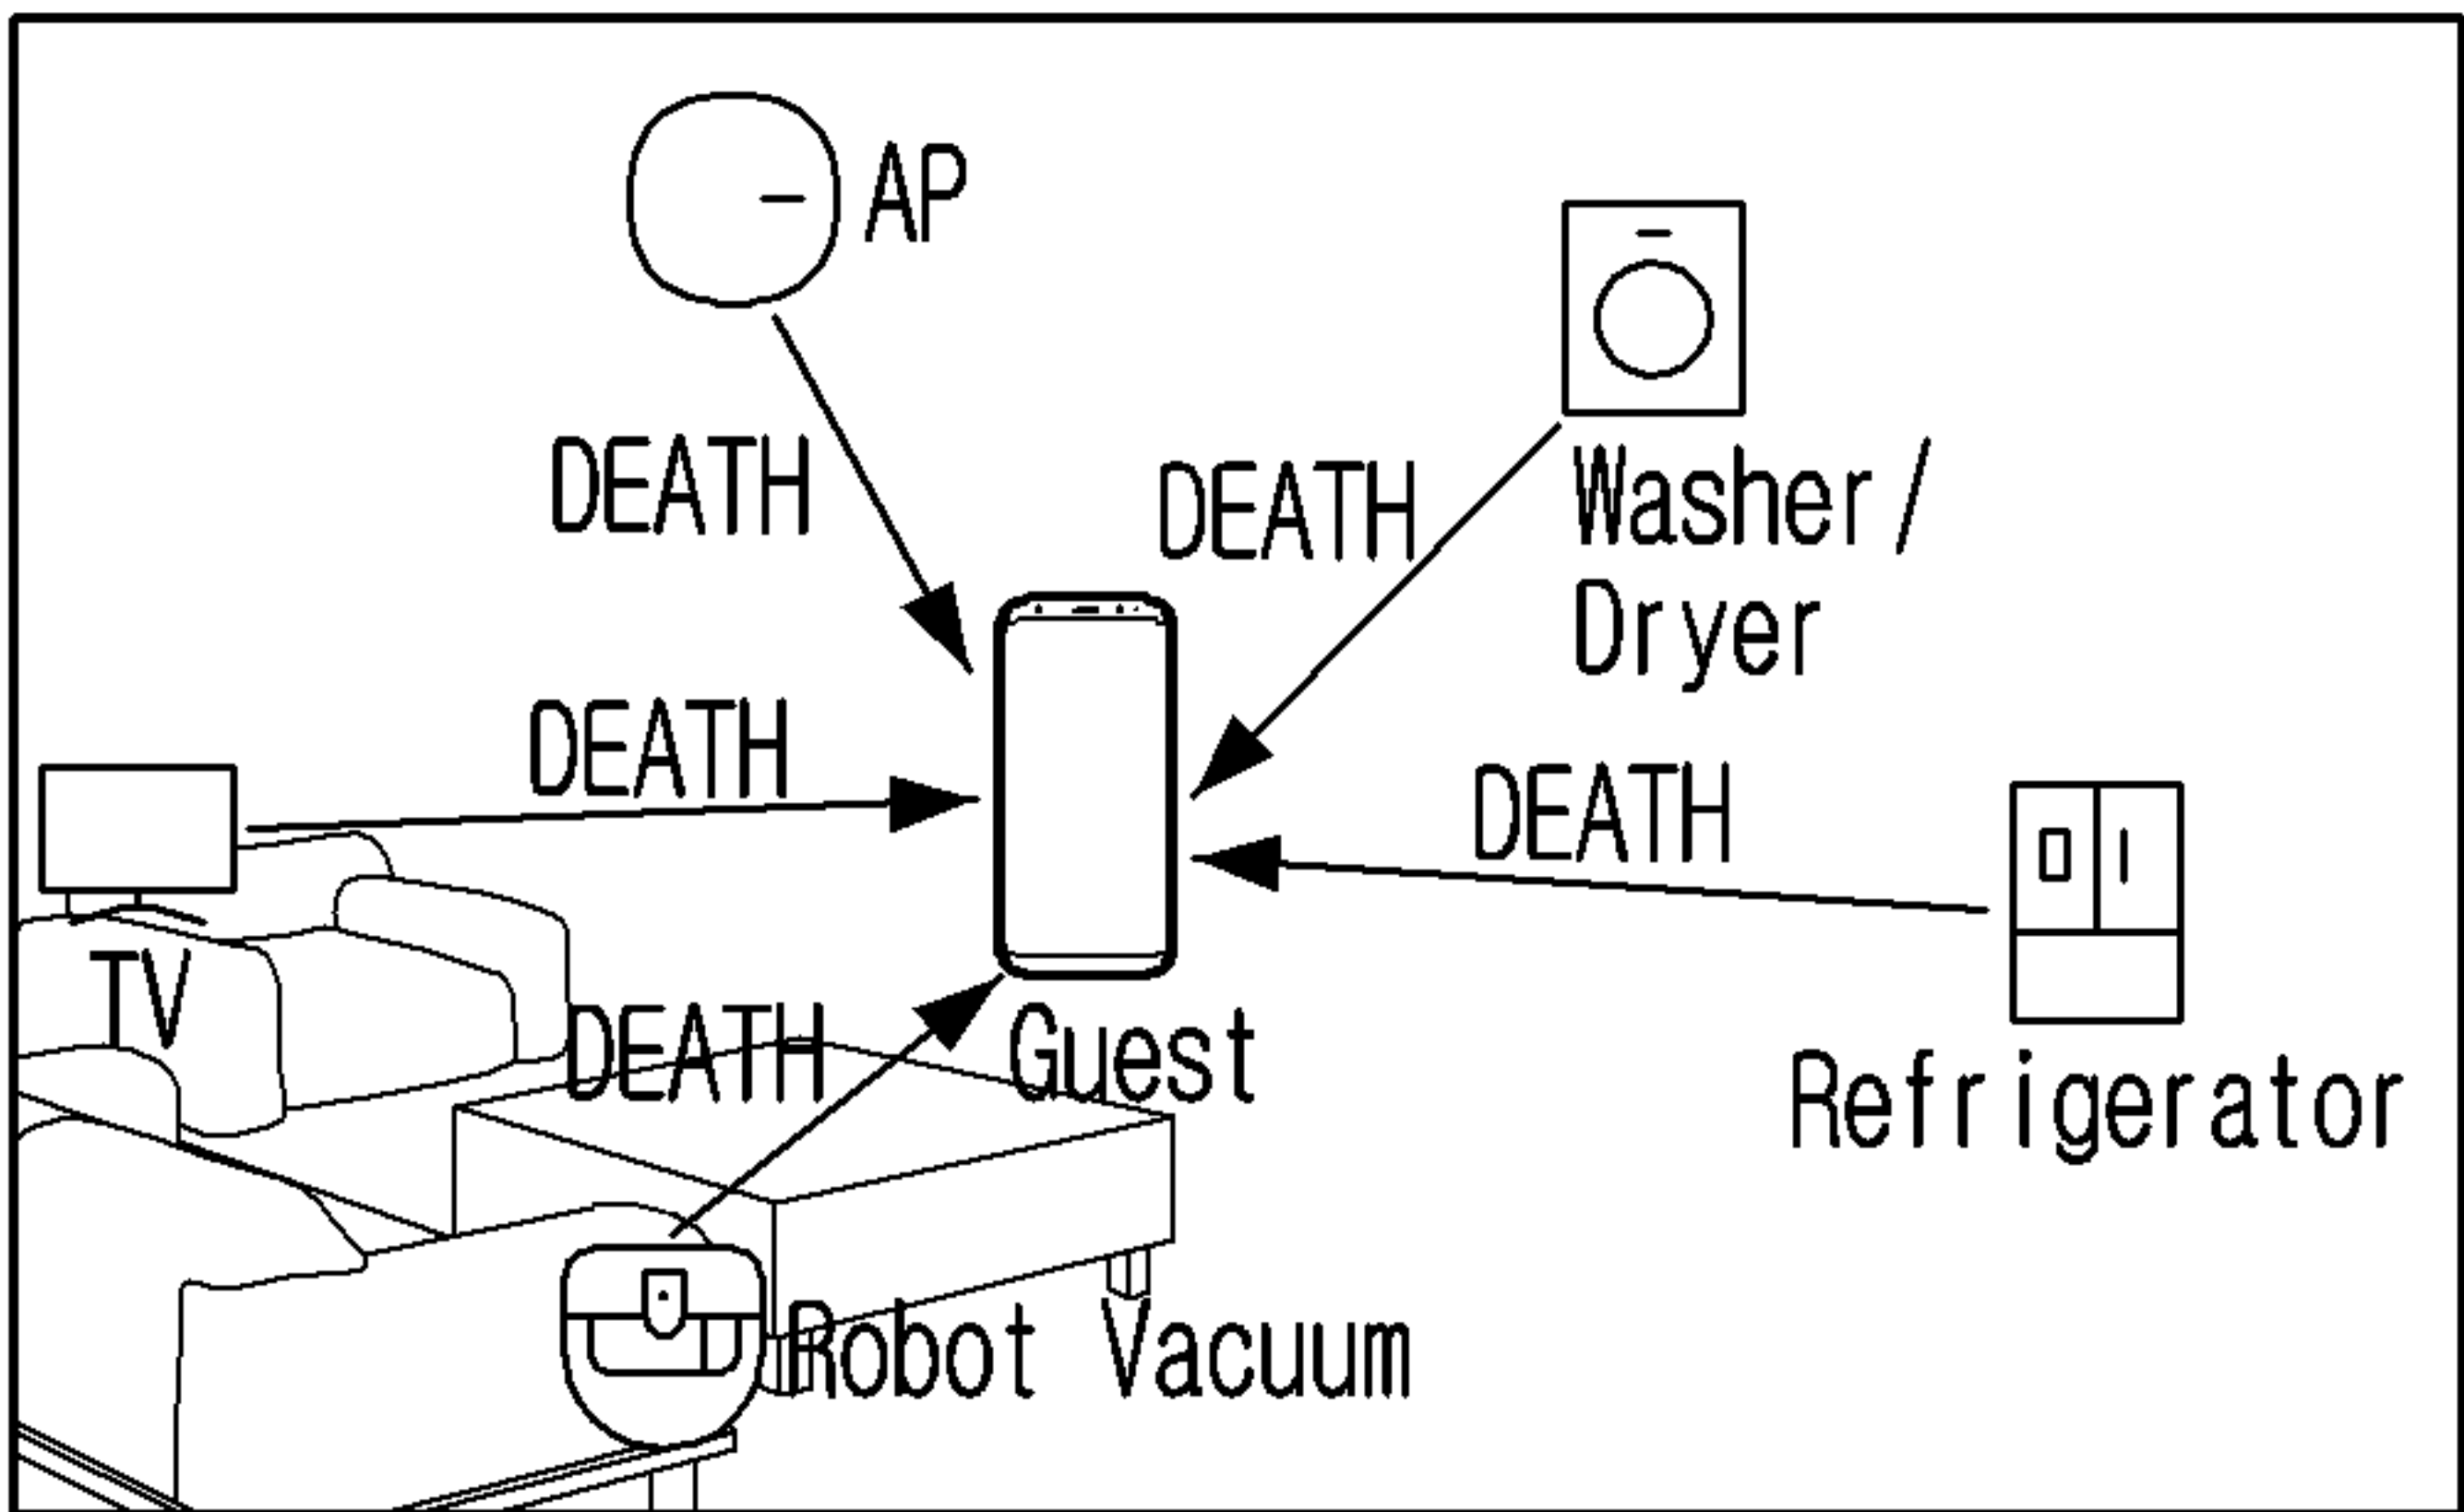 AP
DEATH
DEATH
Washer/
Dryer
DEATH
DEATH
TV
DEATH
Guest
Refrigerator
Robot Vacuum